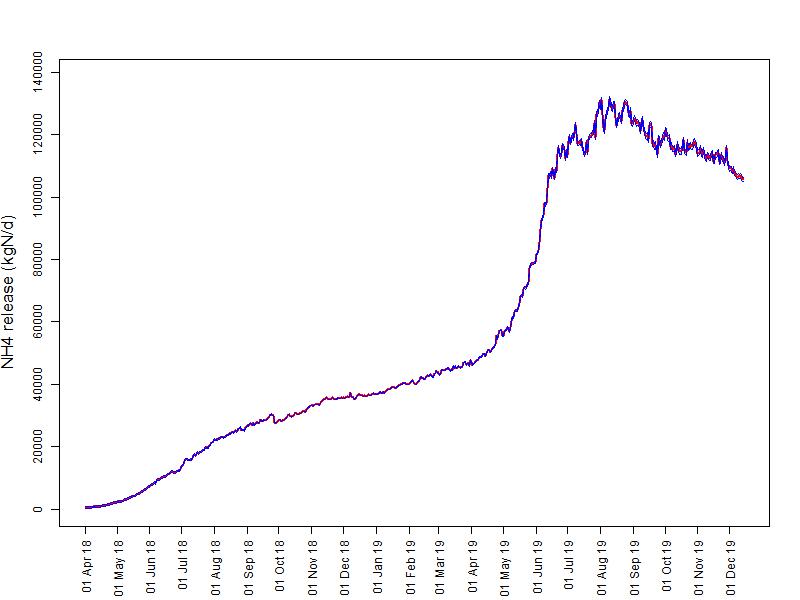 NH4 release (kgN/d)
140000
120000
100000
80000
60000
40000
20000
0
01 Apr 18
01 May 18
01 Jun 18
01 Jul 18
01 Aug 18
01 Sep 18
01 Oct 18
01 Nov 18
01 Dec 18
01 Jan 19
01 Feb 19
01 Mar 19
01 Apr 19
01 May 19
01 Jun 19
01 Jul 19
01 Aug 19
01 Sep 19
01 Oct 19
01 Nov 19
01 Dec 19